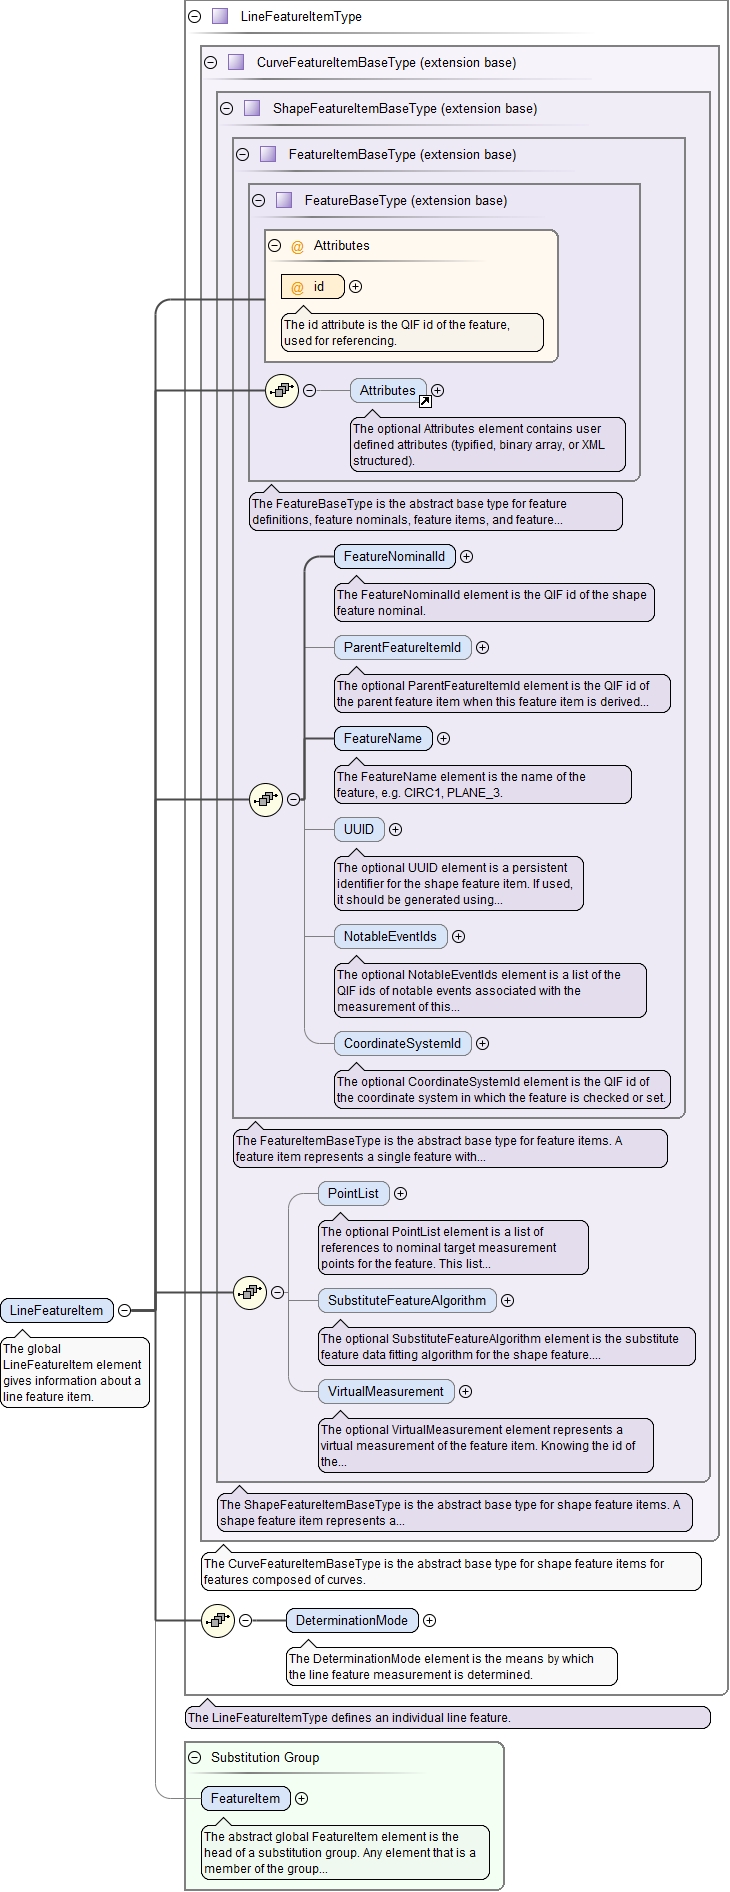 LineFeatureItemType
CurveFeatureItemBaseType (extension base)
ShapeFeatureItemBaseType (extension base)
FeatureItemBaseType (extension base)
FeatureBaseType (extension base)
@ Attributes
@ id
The id attribute is the QIF id of the feature,
used for referencing.
Attributes
The optional Attributes element contains user
defined attributes (typified, binary array, or XML
structured).
The FeatureBaseType is the abstract base type for feature
definitions, feature nominals, feature items, and feature...
FeatureNominalId
The FeatureNominalId element is the QIF id of the shape
feature nominal.
ParentFeatureItemId
The optional ParentFeatureItemId element is the QIF id of
the parent feature item when this feature item is derived...
FeatureName
The FeatureName element is the name of the
feature, e.g. CIRC1, PLANE_3.
UUID
The optional UUID element is a persistent
identifier for the shape feature item. If used,
it should be generated using...
NotableEventIds
The optional NotableEventIds element is a list of the
QIF ids of notable events associated with the
measurement of this...
CoordinateSystemId
The optional CoordinateSystemId element is the QIF id of
the coordinate system in which the feature is checked or set.
The FeatureItemBaseType is the abstract base type for feature items. A
feature item represents a single feature with...
PointList
The optional PointList element is a list of
references to nominal target measurement
points for the feature. This list...
SubstituteFeatureAlgorithm
The optional SubstituteFeatureAlgorithm element is the substitute
feature data fitting algorithm for the shape feature....
VirtualMeasurement
The optional VirtualMeasurement element represents a
virtual measurement of the feature item. Knowing the id of
the...
LineFeatureItem
The global
LineFeatureItem element
gives information about a
line feature item.
The ShapeFeatureItemBaseType is the abstract base type for shape feature items. A
shape feature item represents a...
The CurveFeatureItemBaseType is the abstract base type for shape feature items for
features composed of curves.
DeterminationMode
The DeterminationMode element is the means by which
the line feature measurement is determined.
The LineFeatureItemType defines an individual line feature.
Substitution Group
FeatureItem
The abstract global FeatureItem element is the
head of a substitution group. Any element that is a
member of the group...